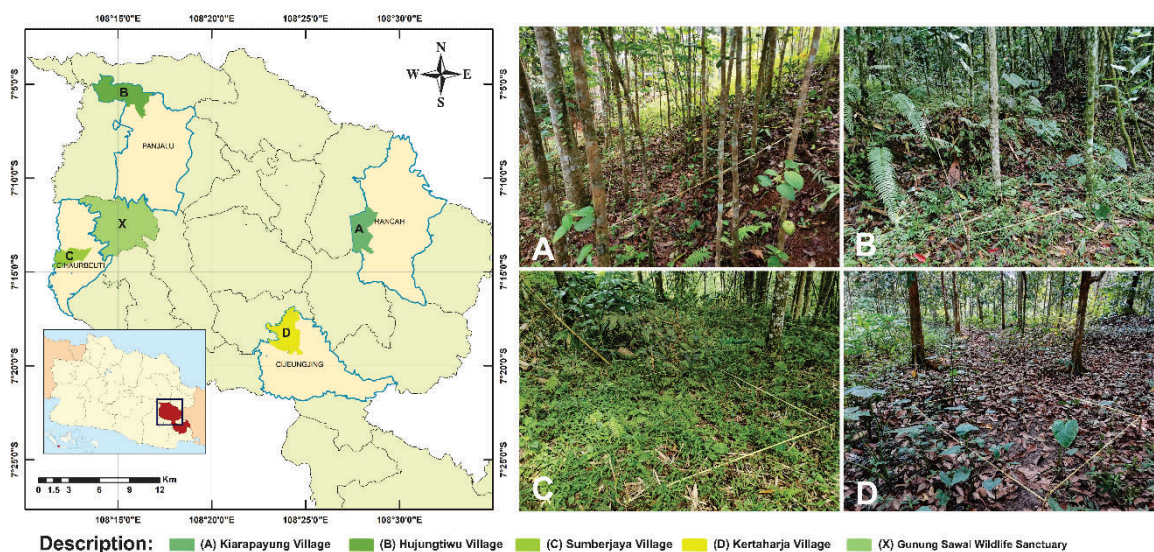 108°15'0"E 108°20'0"E 108°25'0"E 108°30'0"E
N
W E
S
7°5'0"S
7°5'0"S
B
PANJALU
7°10'0"S
7°10'0"S
X
A
RANCAH
C
CIHAURBEUTI
7°15'0"S
7°15'0"S
D
CIJEUNGJING
7°20'0"S
7°20'0"S
7°25'0"S
7°25'0"S
Km
0 1.5 3 6 9 12
108°15'0"E 108°20'0"E 108°25'0"E 108°30'0"E
A
B
C
D
Description: (A) Kiarapayung Village (B) Hujungtiwu Village (C) Sumberjaya Village (D) Kertaharja Village (X) Gunung Sawal Wildlife Sanctuary